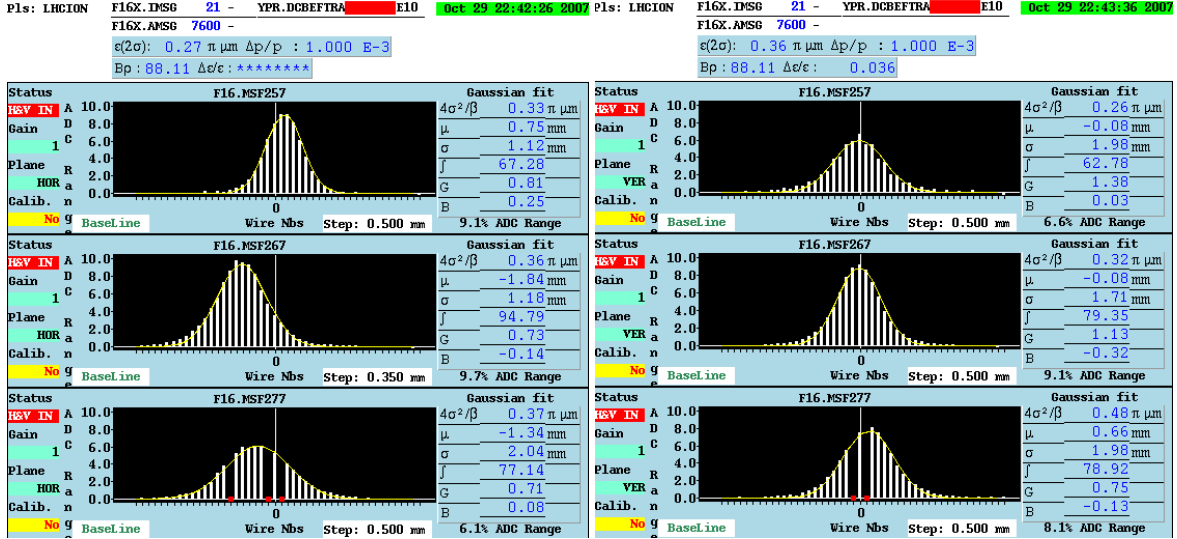 Pls: LHCION F16X.IMSG 21 - YPR.DCBEFTRA E10 Oct 29 22:42:26 2007
F16X.AMSG 7600 -
ε(2σ): 0.27 π µm Δp/p : 1.000 E-3
Bρ : 88.11 Δε/ε : ********
Status F16.MSF257 Gaussian fit
H&V IN A 10.0 4σ²/β 0.33 π µm
Gain D 8.0 µ 0.75 mm
1 C 6.0 σ 1.12 mm
Plane R 4.0 ∫ 67.28
HOR a 2.0 G 0.81
Calib. n 0.0 0 B 0.25
No g BaseLine Wire Nbs Step: 0.500 mm 9.1% ADC Range
Status F16.MSF267 Gaussian fit
H&V IN A 10.0 4σ²/β 0.36 π µm
Gain D 8.0 µ -1.84 mm
1 C 6.0 σ 1.18 mm
Plane R 4.0 ∫ 94.79
HOR a 2.0 G 0.73
Calib. n 0.0 0 B -0.14
No g BaseLine Wire Nbs Step: 0.350 mm 9.7% ADC Range
Status F16.MSF277 Gaussian fit
H&V IN A 10.0 4σ²/β 0.37 π µm
Gain D 8.0 µ -1.34 mm
1 C 6.0 σ 2.04 mm
Plane R 4.0 ∫ 77.14
HOR a 2.0 G 0.71
Calib. n 0.0 0 B 0.08
No g BaseLine Wire Nbs Step: 0.500 mm 6.1% ADC Range
Pls: LHCION F16X.IMSG 21 - YPR.DCBEFTRA E10 Oct 29 22:43:36 2007
F16X.AMSG 7600 -
ε(2σ): 0.36 π µm Δp/p : 1.000 E-3
Bρ : 88.11 Δε/ε : 0.036
Status F16.MSF257 Gaussian fit
H&V IN A 10.0 4σ²/β 0.26 π µm
Gain D 8.0 µ -0.08 mm
1 C 6.0 σ 1.98 mm
Plane R 4.0 ∫ 62.78
VER a 2.0 G 1.38
Calib. n 0.0 0 B 0.03
No g BaseLine Wire Nbs Step: 0.500 mm 6.6% ADC Range
Status F16.MSF267 Gaussian fit
H&V IN A 10.0 4σ²/β 0.32 π µm
Gain D 8.0 µ -0.08 mm
1 C 6.0 σ 1.71 mm
Plane R 4.0 ∫ 79.35
VER a 2.0 G 1.13
Calib. n 0.0 0 B -0.32
No g BaseLine Wire Nbs Step: 0.500 mm 9.1% ADC Range
Status F16.MSF277 Gaussian fit
H&V IN A 10.0 4σ²/β 0.48 π µm
Gain D 8.0 µ 0.66 mm
1 C 6.0 σ 1.98 mm
Plane R 4.0 ∫ 78.92
VER a 2.0 G 0.75
Calib. n 0.0 0 B -0.13
No g BaseLine Wire Nbs Step: 0.500 mm 8.1% ADC Range